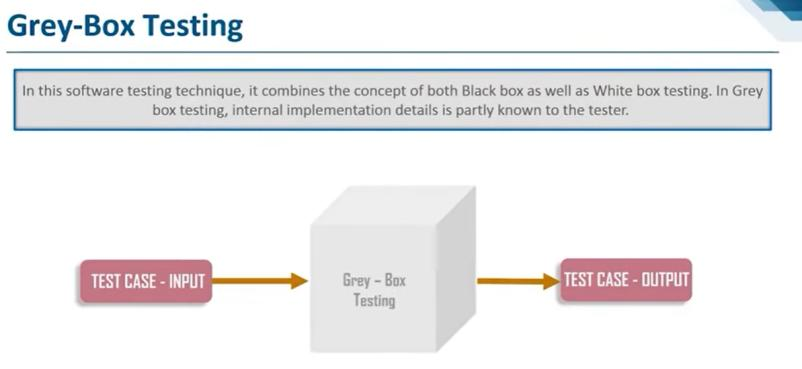 Grey-Box Testing
In this software testing technique, it combines the concept of both Black box as well as White box testing. In Grey
box testing, internal implementation details is partly known to the tester.
TEST CASE - INPUT
Grey – Box
Testing
TEST CASE - OUTPUT